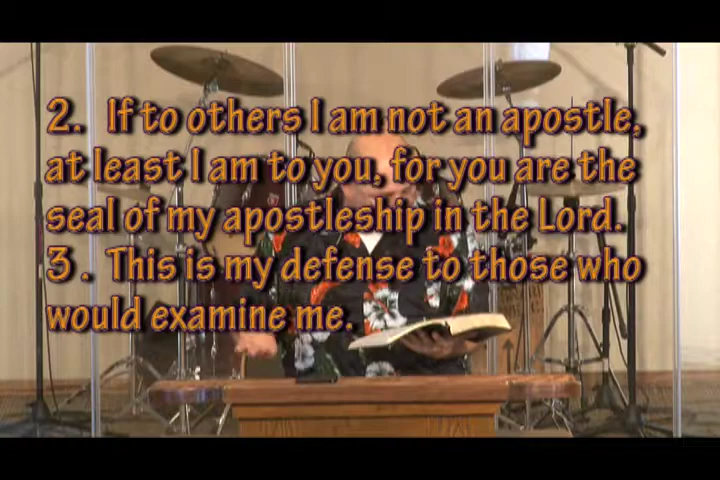 2. If to others I am not an apostle,
at least I am to you, for you are the
seal of my apostleship in the Lord.
3 . This is my defense to those who
would examine me.